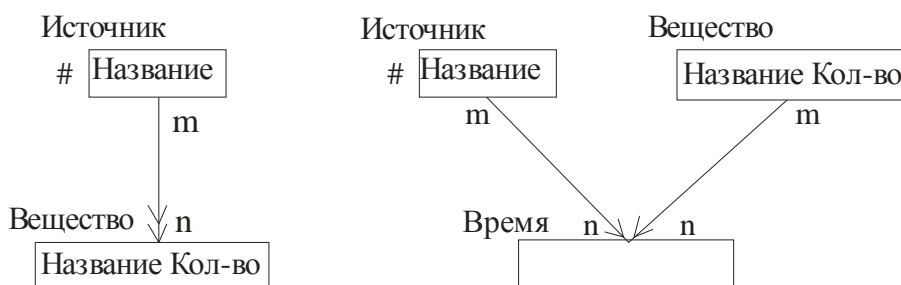 Источник
# Название
m
Вещество n
Название Кол-во
Источник Вещество
# Название Название Кол-во
m m
Время n n